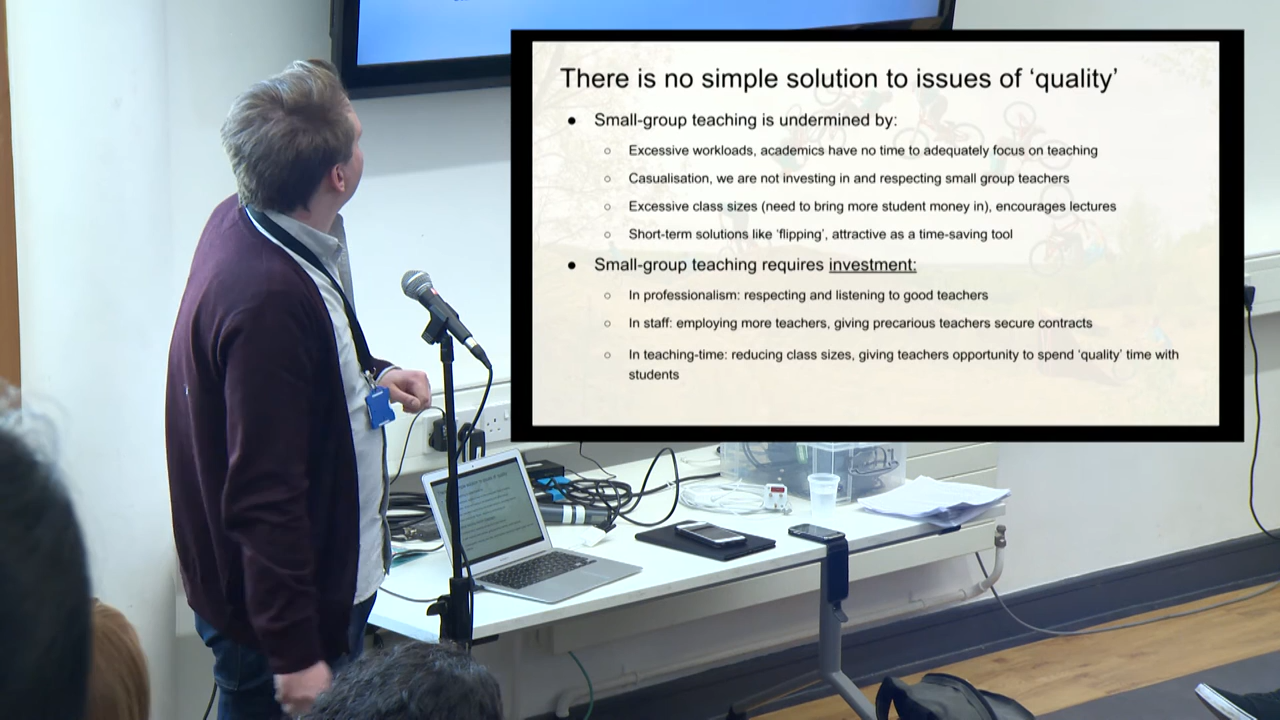 There is no simple solution to issues of ‘quality’
● Small-group teaching is undermined by:
○ Excessive workloads, academics have no time to adequately focus on teaching
○ Casualisation, we are not investing in and respecting small group teachers
○ Excessive class sizes (need to bring more student money in), encourages lectures
○ Short-term solutions like ‘flipping’, attractive as a time-saving tool
● Small-group teaching requires investment:
○ In professionalism: respecting and listening to good teachers
○ In staff: employing more teachers, giving precarious teachers secure contracts
○ In teaching-time: reducing class sizes, giving teachers opportunity to spend ‘quality’ time with
students